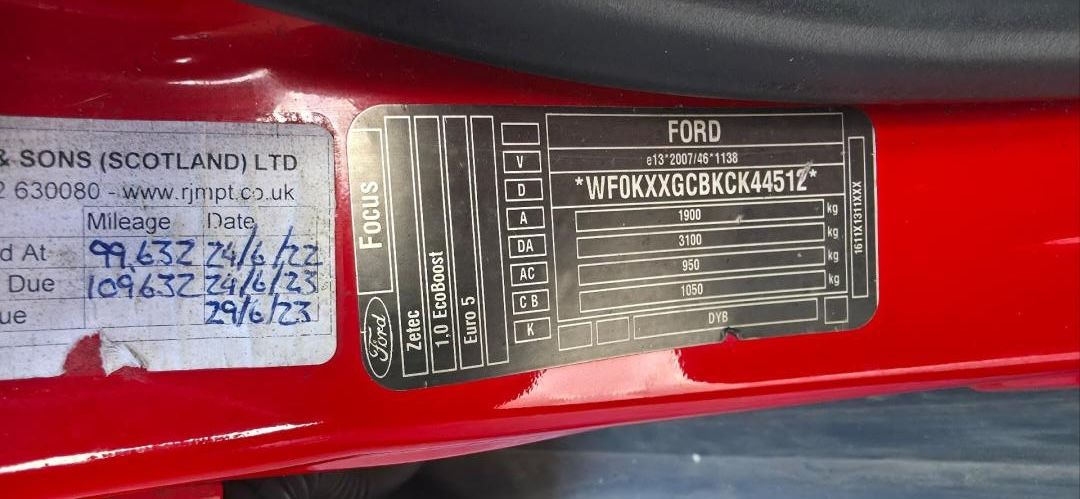 & SONS (SCOTLAND) LTD
2 630080 - www.rjmpt.co.uk
Mileage Date
d At 99,632 24/6/22
Due 109,632 24/6/23
ue 29/6/23
Focus
Ford
Zetec
1,0 EcoBoost
Euro 5
V
D
A
DA
AC
C B
K
FORD
e13*2007/46*1138
*WF0KXXGCBKCK44512*
1900 kg
3100 kg
950 kg
1050 kg
DYB
1611X1311XXX